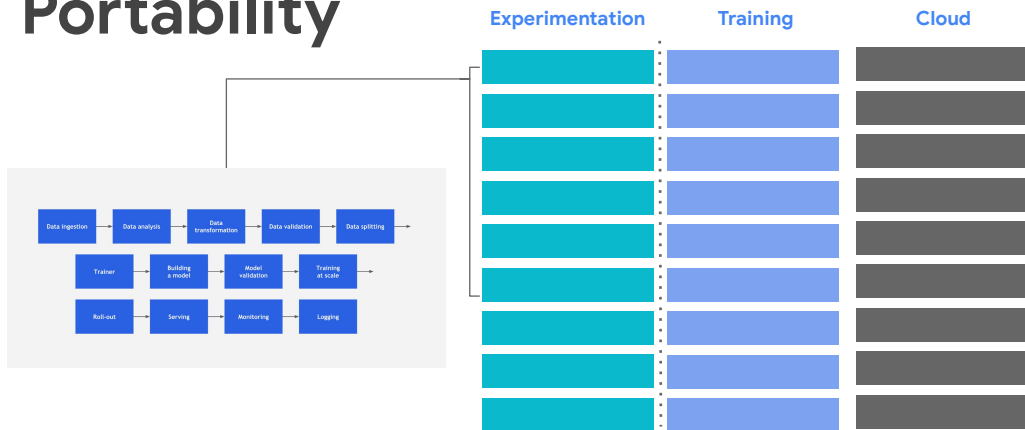 Portability
Experimentation
Training
Cloud
Data ingestion
Data analysis
Data
transformation
Data validation
Data splitting
Trainer
Building
a model
Model
validation
Training
at scale
Roll-out
Serving
Monitoring
Logging